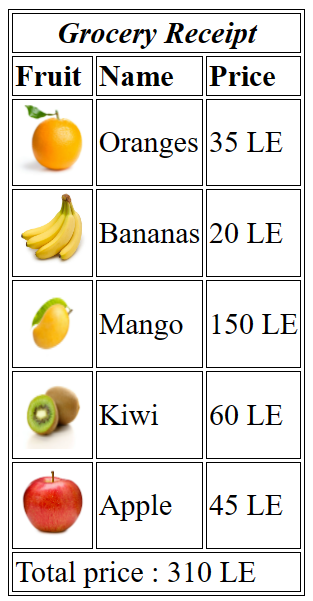 Grocery Receipt
Fruit Name Price
Oranges 35 LE
Bananas 20 LE
Mango 150 LE
Kiwi 60 LE
Apple 45 LE
Total price : 310 LE